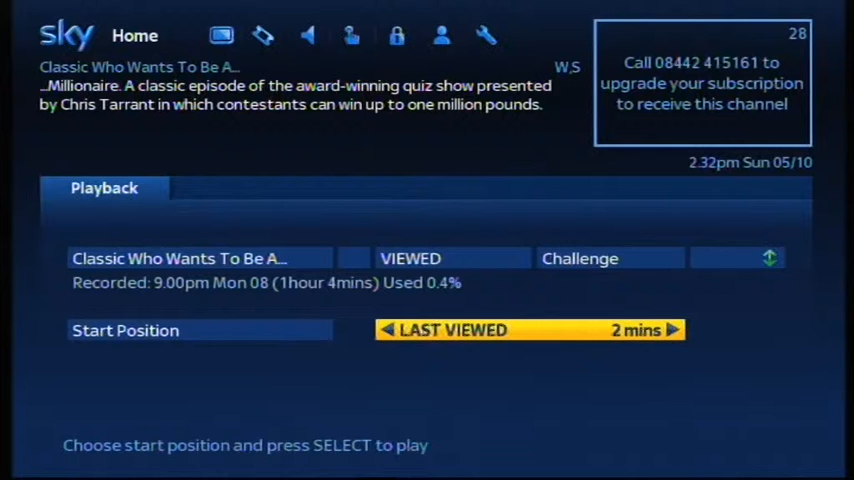 sky Home
28
Classic Who Wants To Be A... W,S
...Millionaire. A classic episode of the award-winning quiz show presented
by Chris Tarrant in which contestants can win up to one million pounds.
Call 08442 415161 to
upgrade your subscription
to receive this channel
2.32pm Sun 05/10
Playback
Classic Who Wants To Be A... VIEWED Challenge
Recorded: 9.00pm Mon 08 (1hour 4mins) Used 0.4%
Start Position LAST VIEWED 2 mins
Choose start position and press SELECT to play